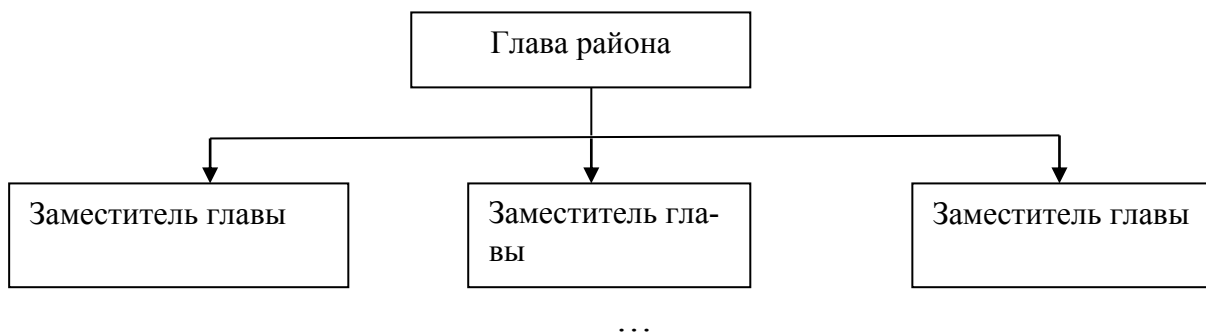 Глава района
Заместитель главы
Заместитель гла-
вы
Заместитель главы
…